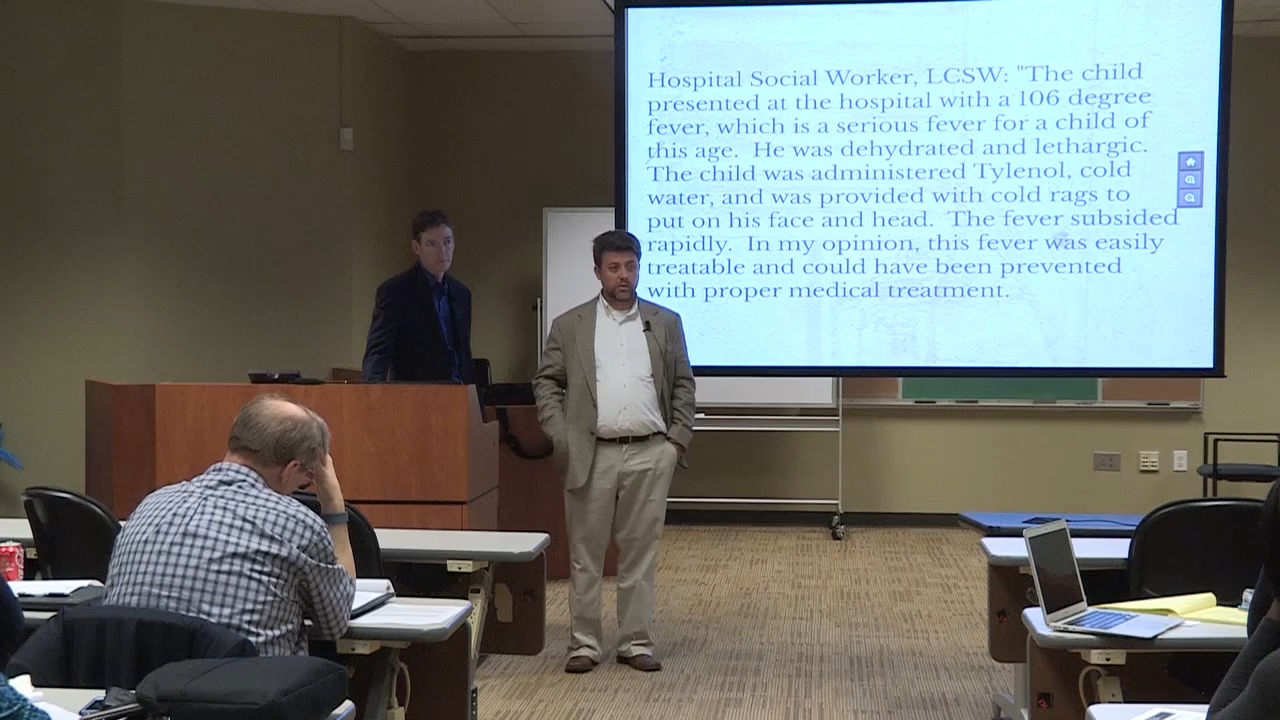 Hospital Social Worker, LCSW: "The child
presented at the hospital with a 106 degree
fever, which is a serious fever for a child of
this age.  He was dehydrated and lethargic.
The child was administered Tylenol, cold
water, and was provided with cold rags to
put on his face and head.  The fever subsided
rapidly.  In my opinion, this fever was easily
treatable and could have been prevented
with proper medical treatment.